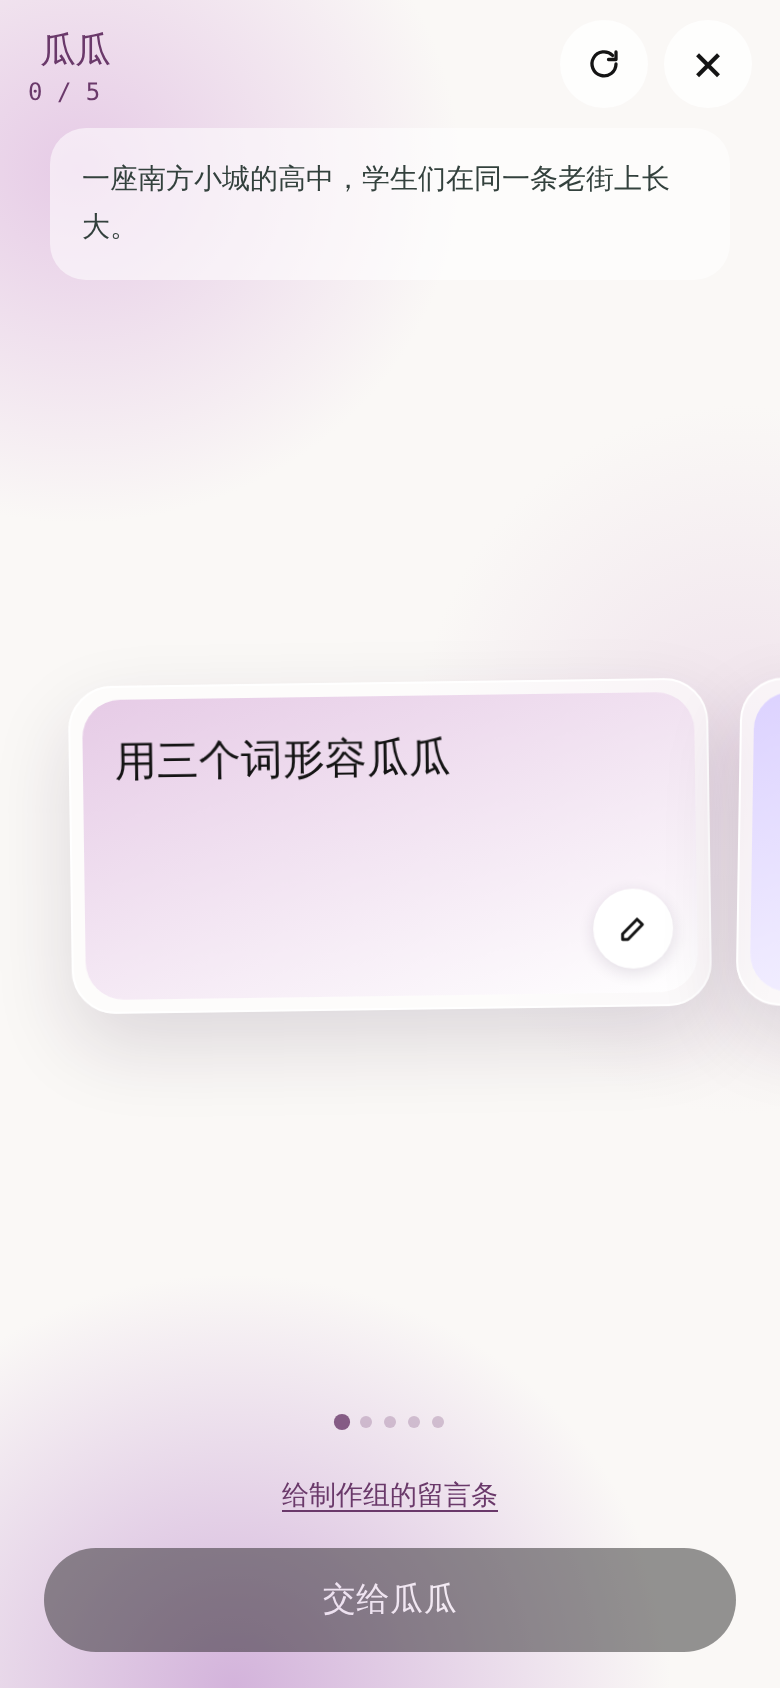 瓜瓜
0 / 5
一座南方小城的高中，学生们在同一条老街上长
大。
用三个词形容瓜瓜
给制作组的留言条
交给瓜瓜